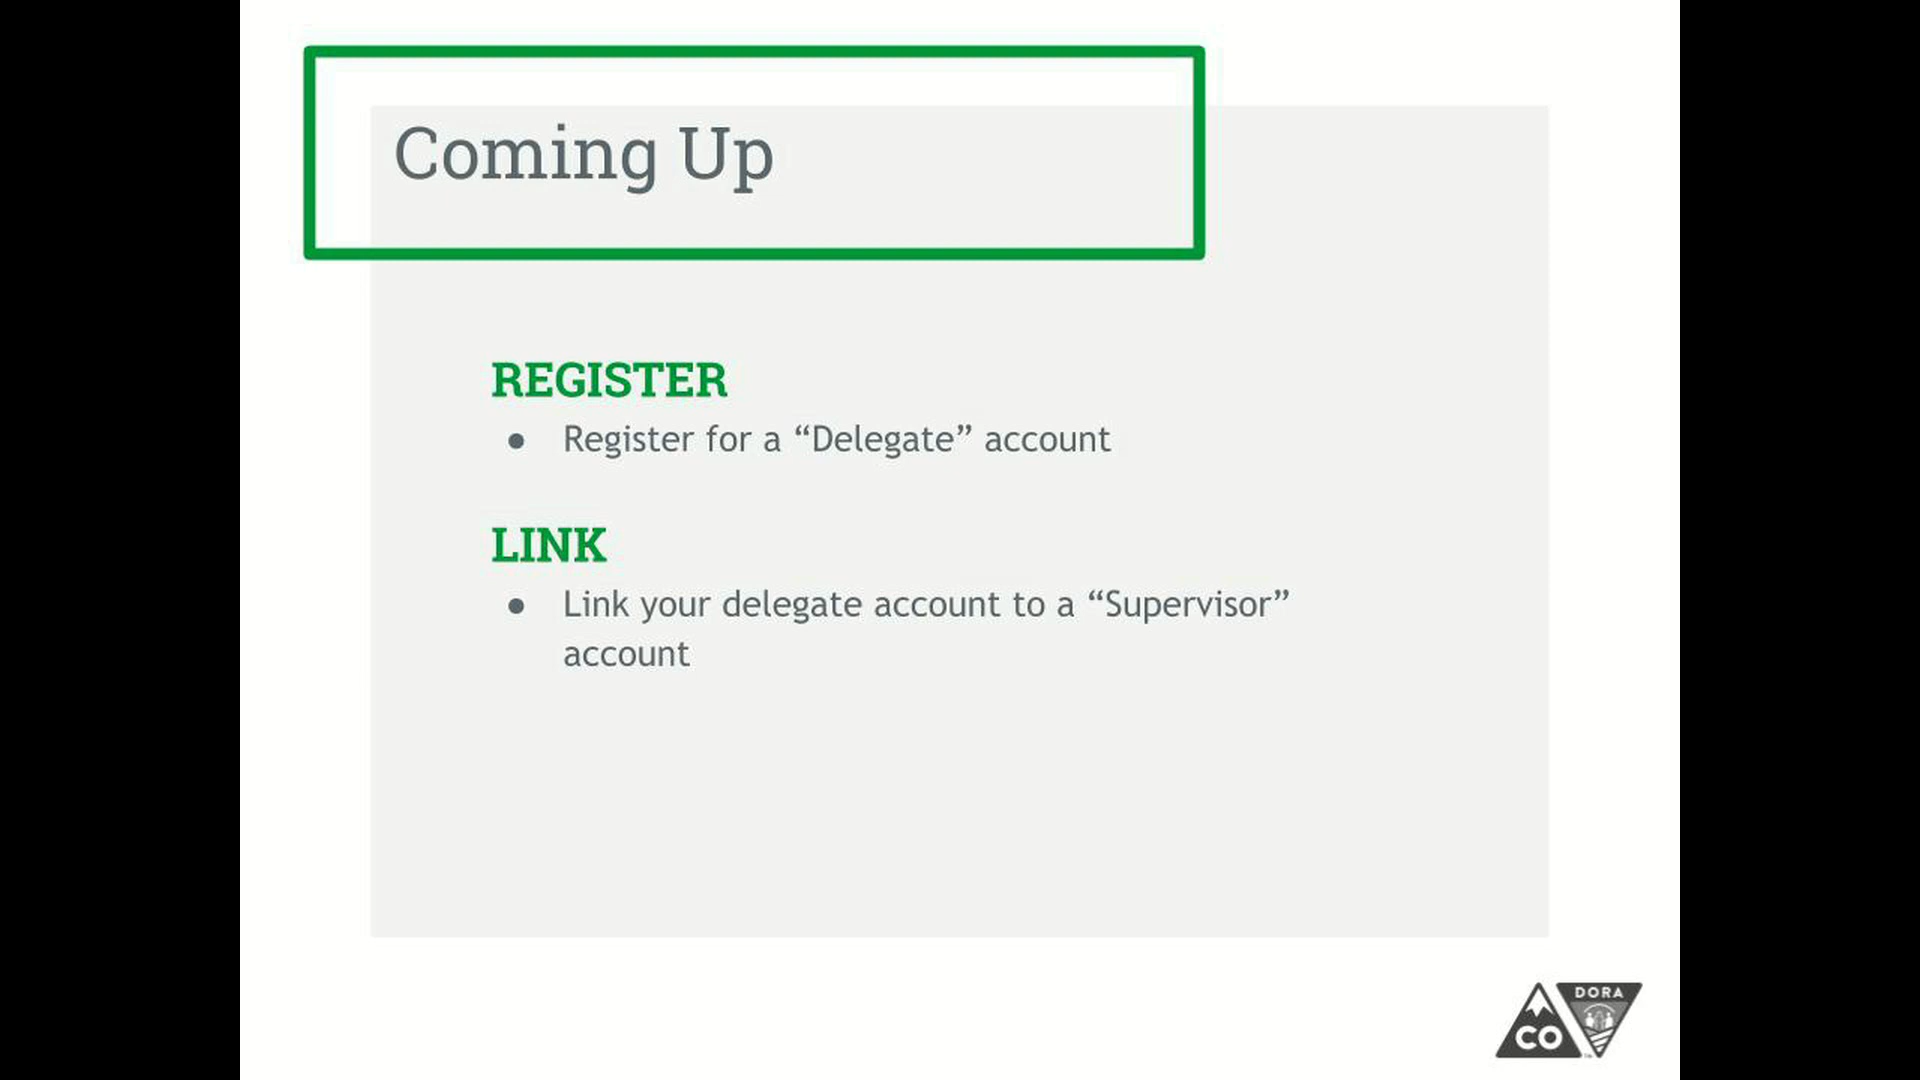 Coming Up
REGISTER
● Register for a “Delegate” account
LINK
● Link your delegate account to a “Supervisor”
account
CO
DORA